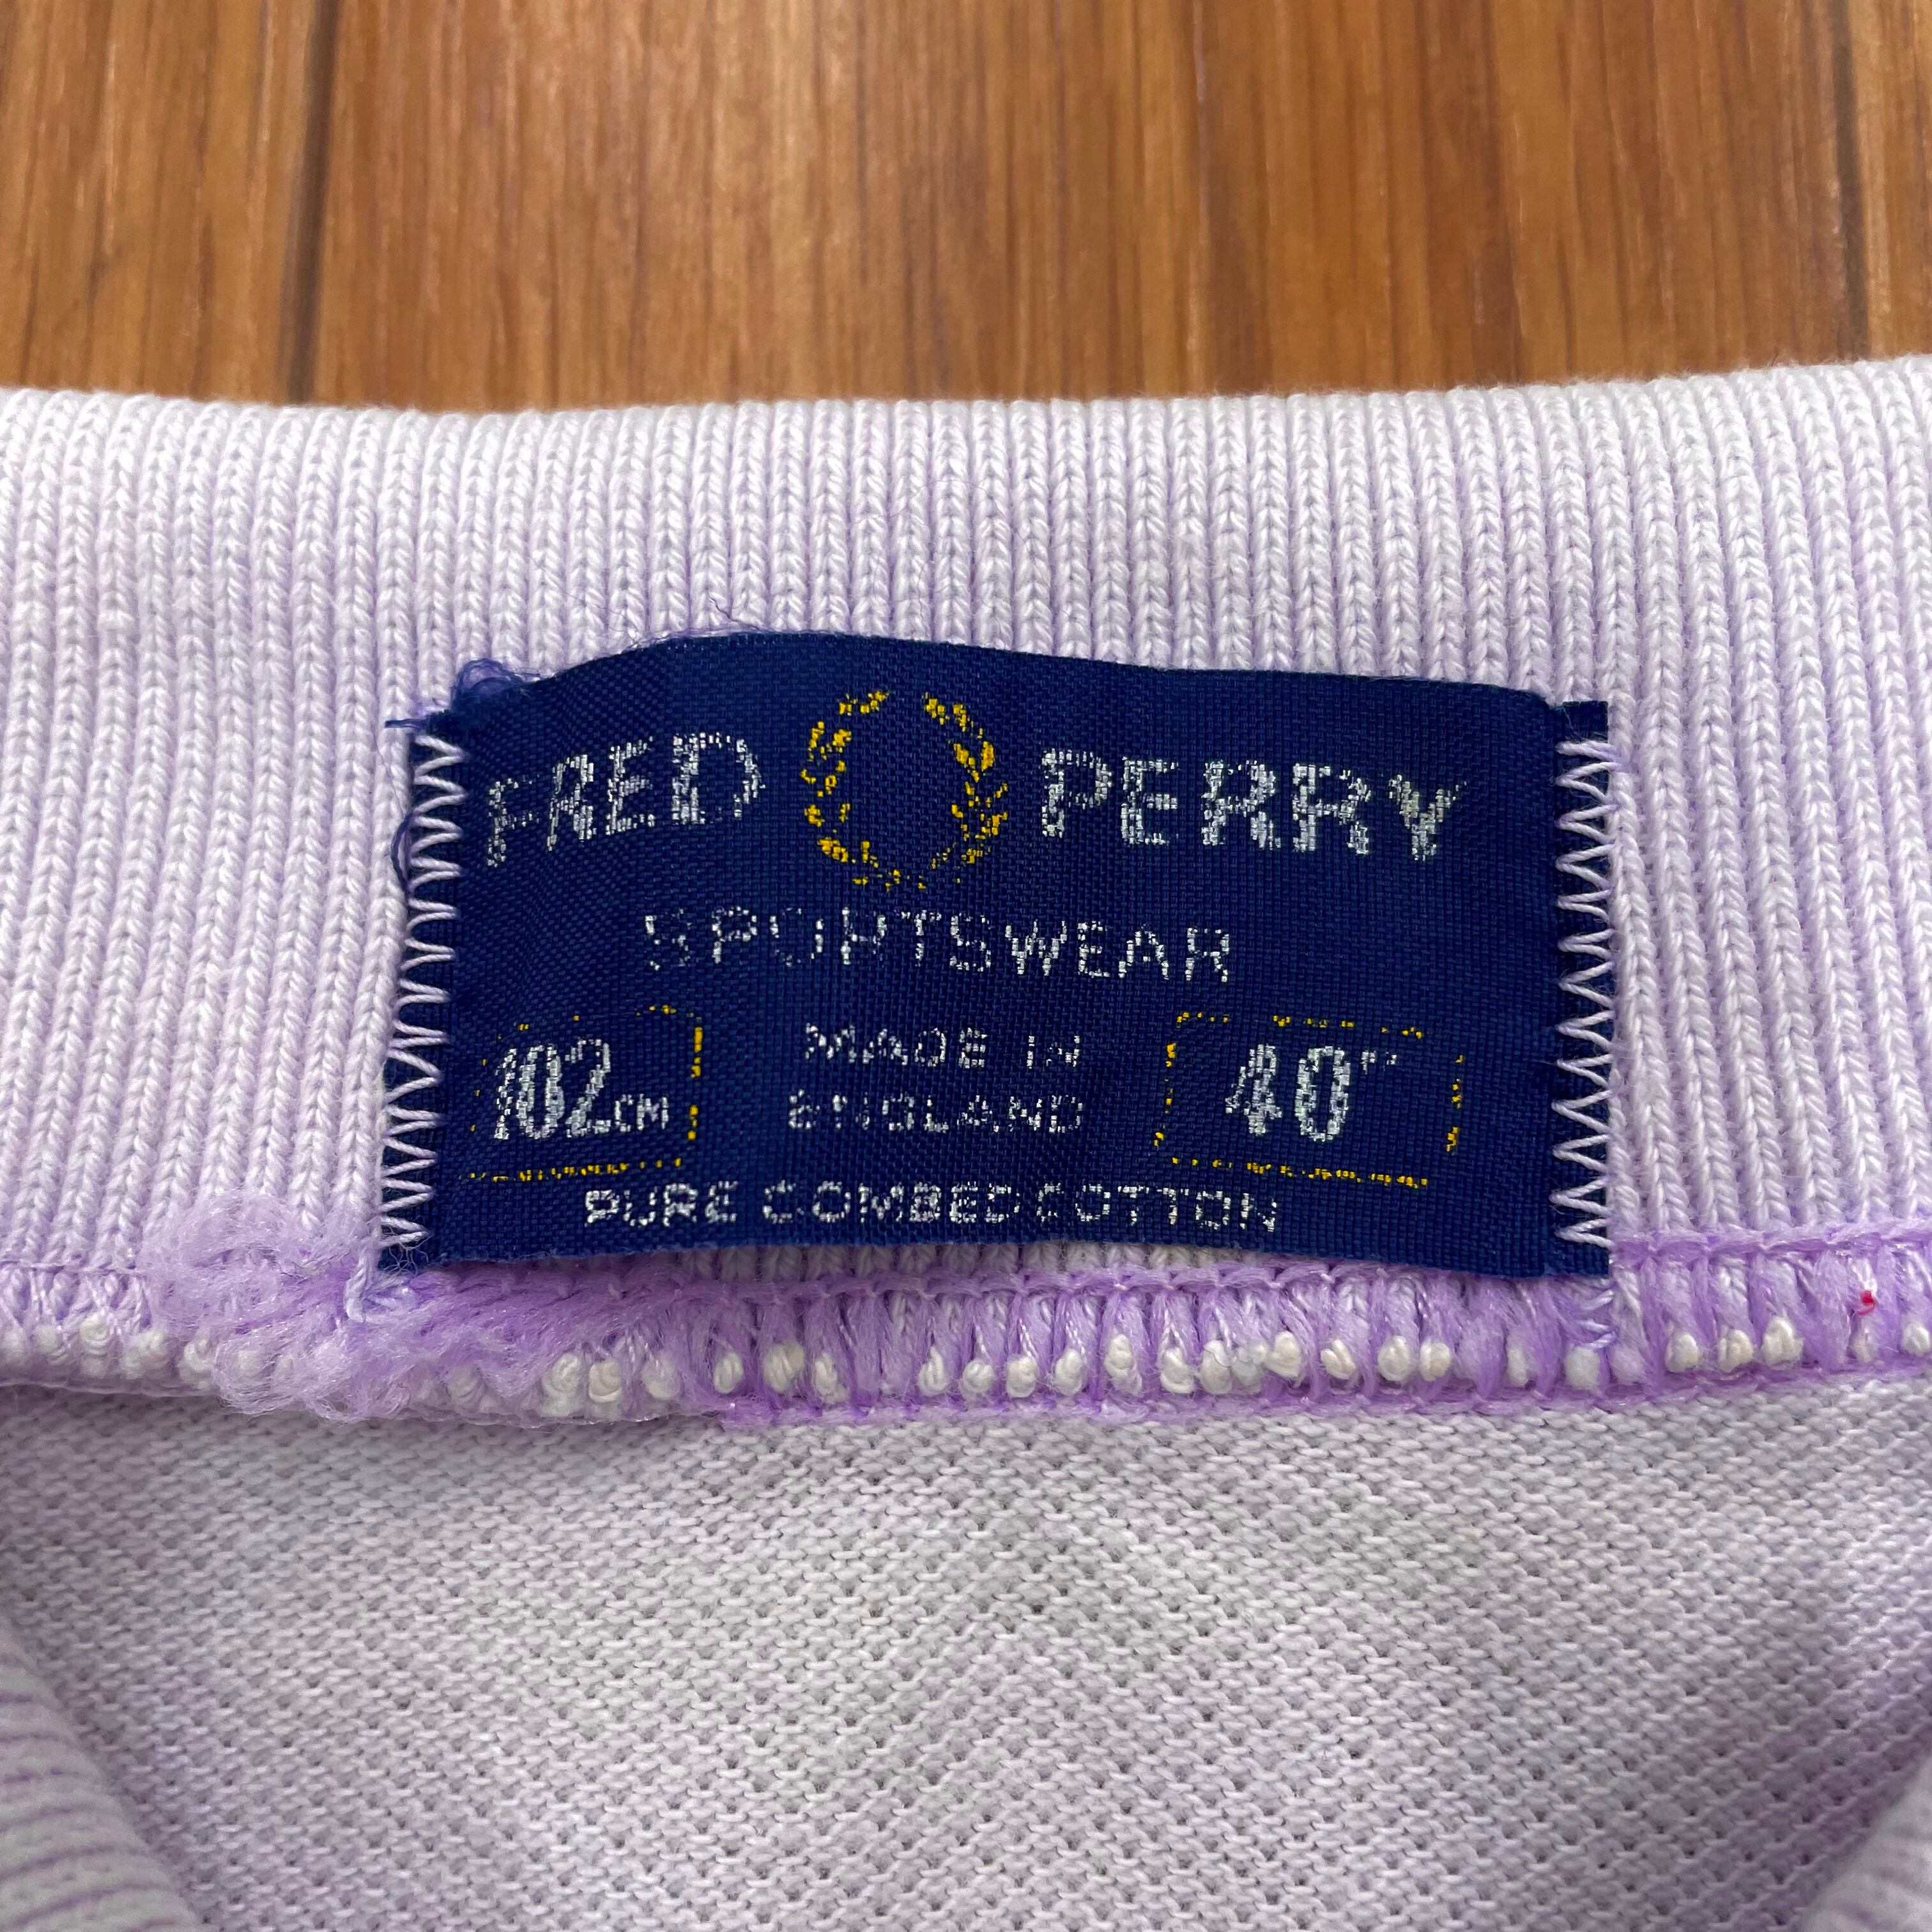 FRED PERRY
SPORTSWEAR
102CM MADE IN 40"
ENGLAND
PURE COMBED COTTON